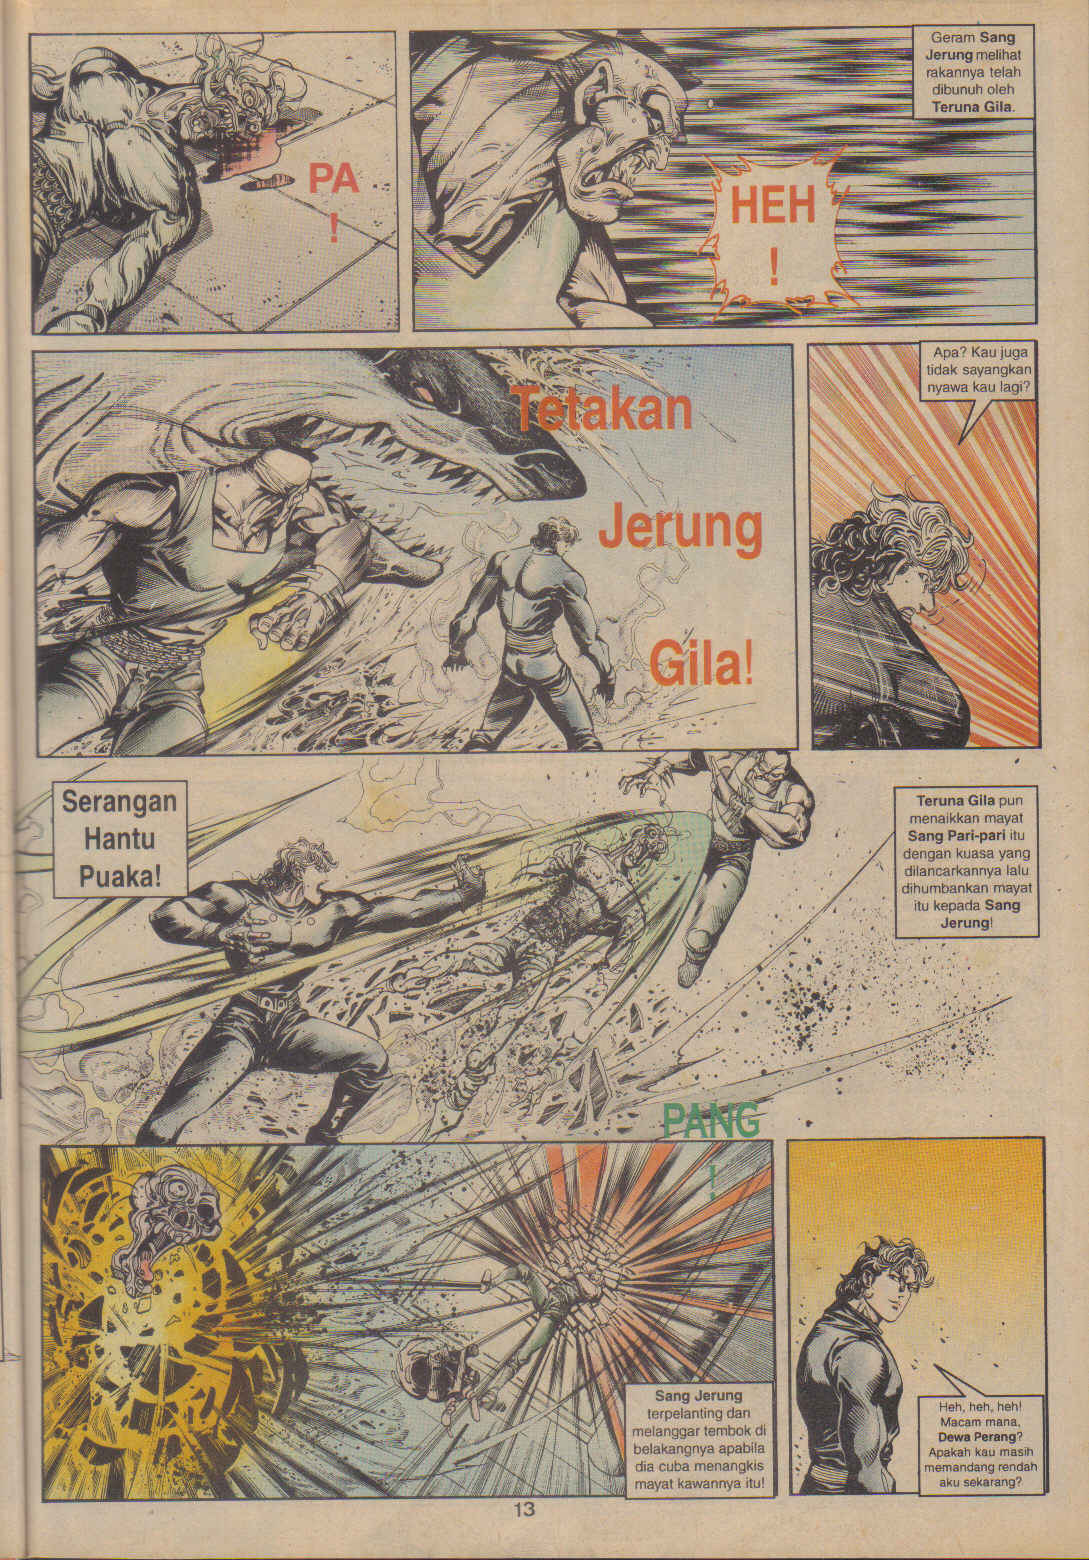 PA
!
Geram Sang
Jerung melihat
rakannya telah
dibunuh oleh
Teruna Gila.
HEH
!
Tetakan
Jerung
Gila!
Apa? Kau juga
tidak sayangkan
nyawa kau lagi?
Serangan
Hantu
Puaka!
Teruna Gila pun
menaikkan mayat
Sang Pari-pari itu
dengan kuasa yang
dilancarkannya lalu
dihumbankan mayat
itu kepada Sang
Jerung!
PANG
!
Sang Jerung
terpelanting dan
melanggar tembok di
belakangnya apabila
dia cuba menangkis
mayat kawannya itu!
Heh, heh, heh!
Macam mana,
Dewa Perang?
Apakah kau masih
memandang rendah
aku sekarang?
13